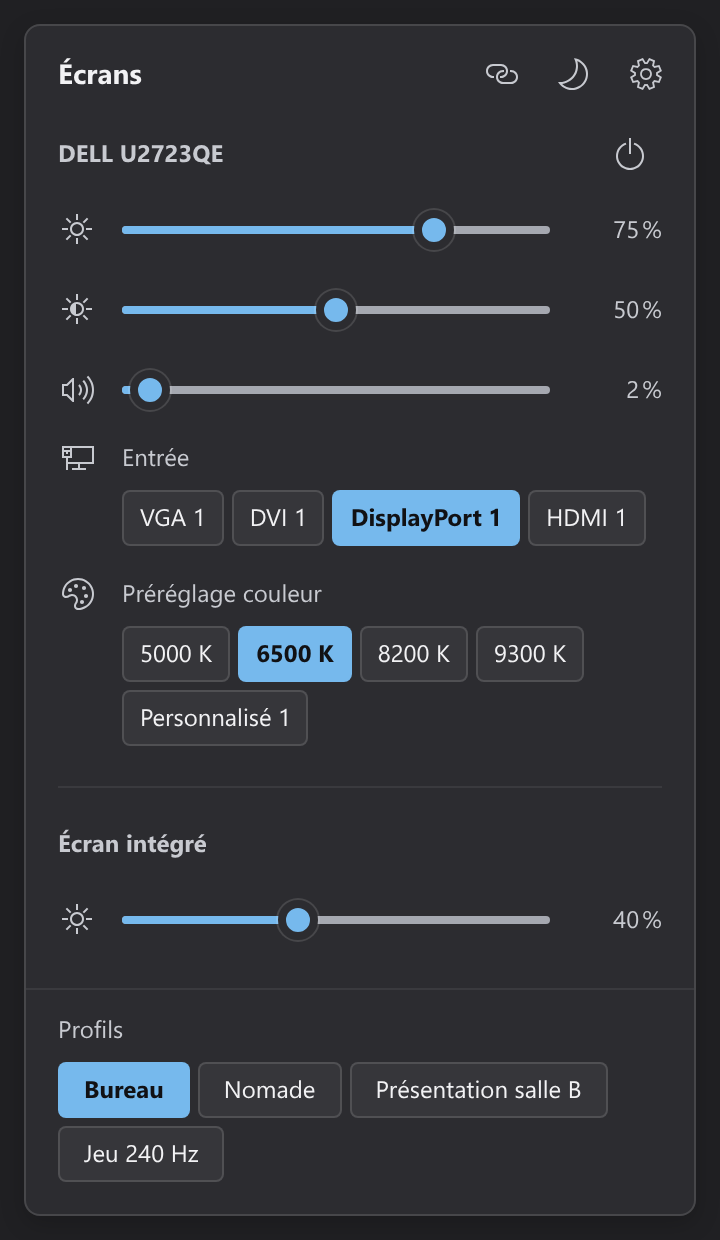 Écrans
DELL U2723QE
75 %
50 %
2 %
Entrée
VGA 1 DVI 1 DisplayPort 1 HDMI 1
Préréglage couleur
5000 K 6500 K 8200 K 9300 K
Personnalisé 1
Écran intégré
40 %
Profils
Bureau Nomade Présentation salle B
Jeu 240 Hz